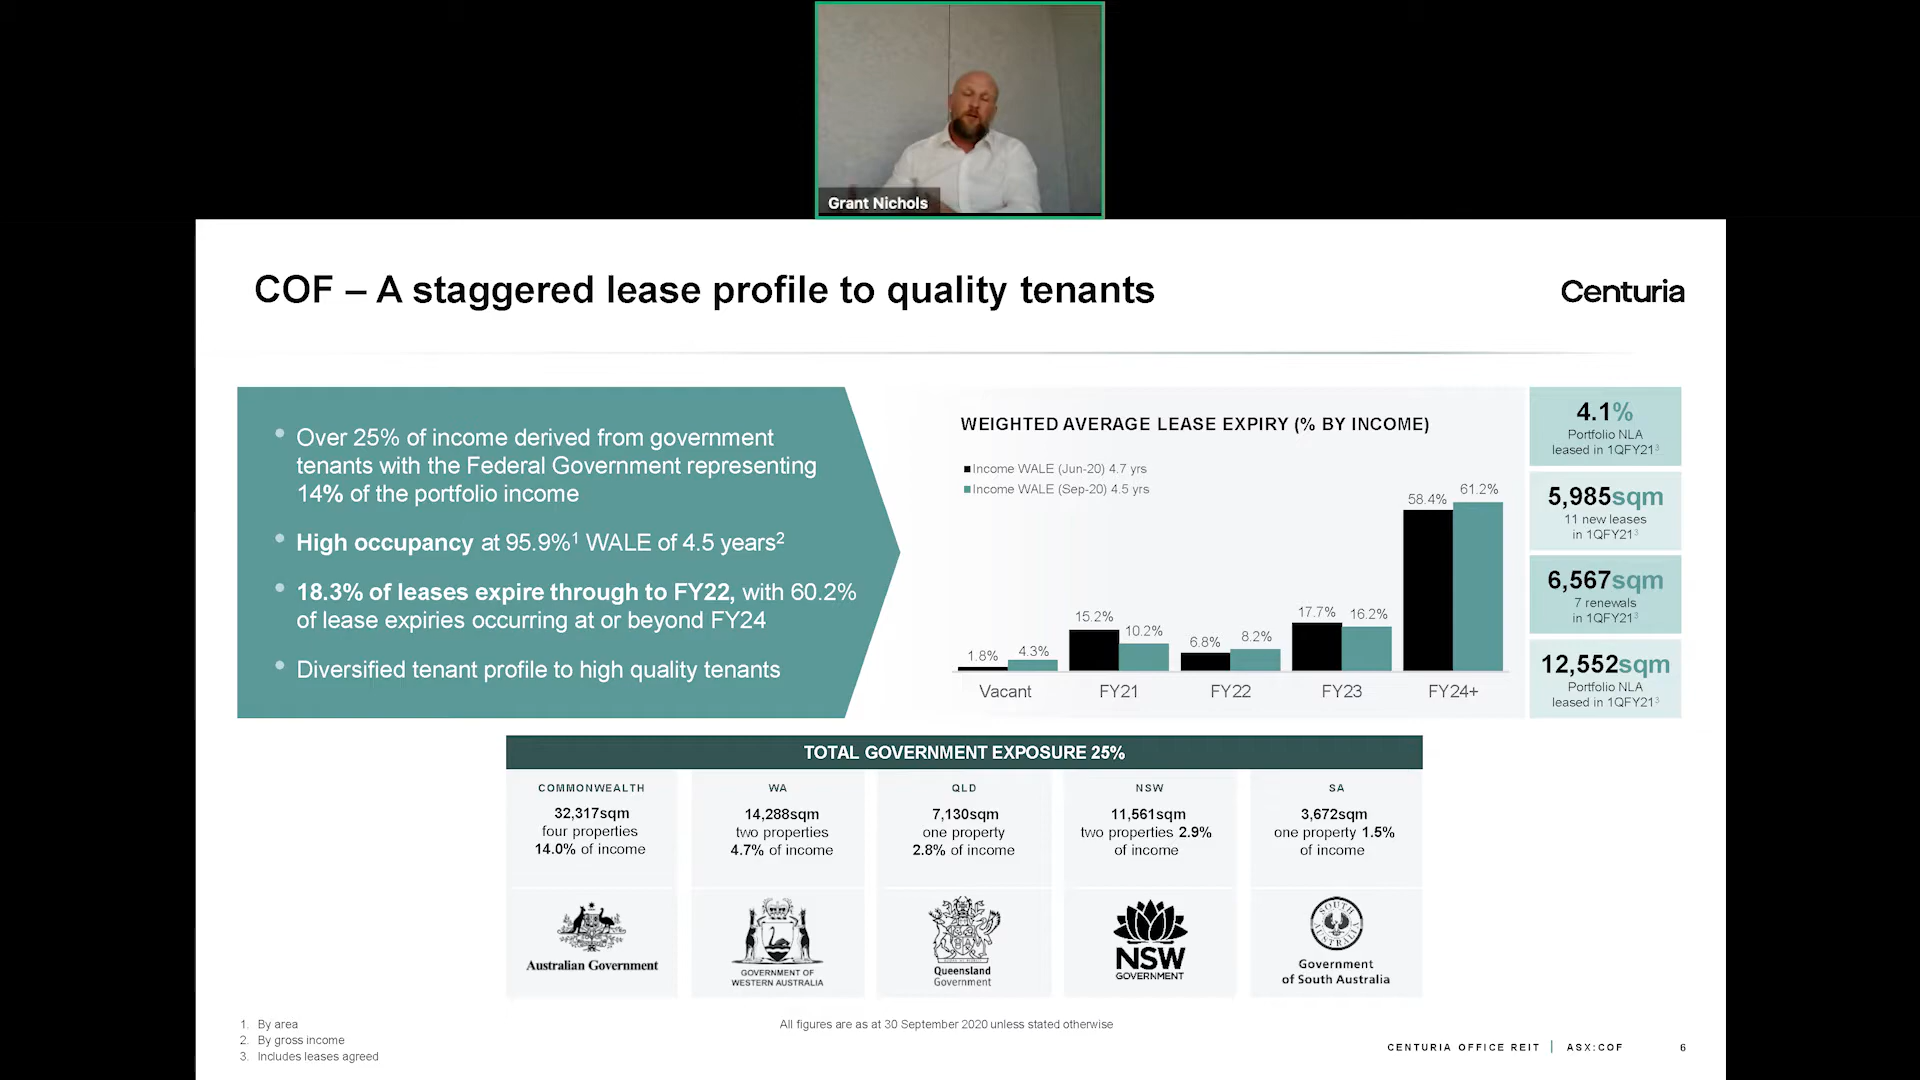 Grant Nichols
COF – A staggered lease profile to quality tenants
Centuria
• Over 25% of income derived from government
tenants with the Federal Government representing
14% of the portfolio income
• High occupancy at 95.9%1 WALE of 4.5 years2
• 18.3% of leases expire through to FY22, with 60.2%
of lease expiries occurring at or beyond FY24
• Diversified tenant profile to high quality tenants
WEIGHTED AVERAGE LEASE EXPIRY (% BY INCOME)
Income WALE (Jun-20) 4.7 yrs
Income WALE (Sep-20) 4.5 yrs
1.8% 4.3% 15.2% 10.2% 6.8% 8.2% 17.7% 16.2% 58.4% 61.2%
Vacant FY21 FY22 FY23 FY24+
4.1%
Portfolio NLA
leased in 1QFY213
5,985sqm
11 new leases
in 1QFY213
6,567sqm
7 renewals
in 1QFY213
12,552sqm
Portfolio NLA
leased in 1QFY213
TOTAL GOVERNMENT EXPOSURE 25%
COMMONWEALTH
32,317sqm
four properties
14.0% of income
Australian Government
WA
14,288sqm
two properties
4.7% of income
GOVERNMENT OF
WESTERN AUSTRALIA
QLD
7,130sqm
one property
2.8% of income
Queensland
Government
NSW
11,561sqm
two properties 2.9%
of income
NSW
GOVERNMENT
SA
3,672sqm
one property 1.5%
of income
SOUTH
AUSTRALIA
Government
of South Australia
1. By area
2. By gross income
3. Includes leases agreed
All figures are as at 30 September 2020 unless stated otherwise
CENTURIA OFFICE REIT | ASX:COF 6